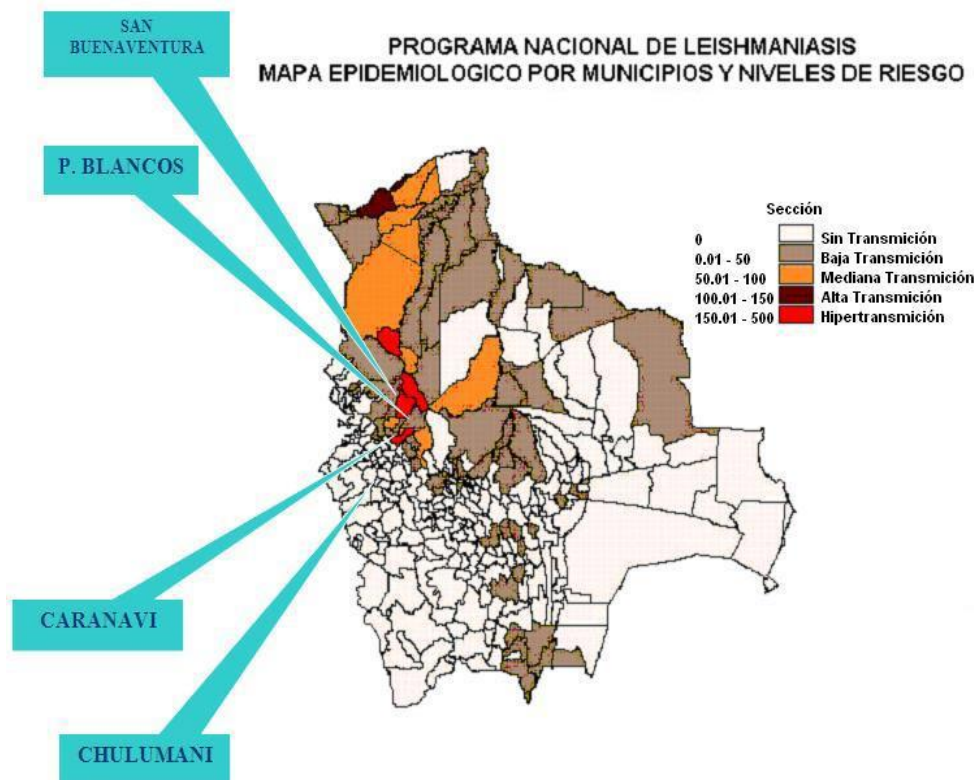 SAN
BUENAVENTURA
PROGRAMA NACIONAL DE LEISHMANIASIS
MAPA EPIDEMIOLOGICO POR MUNICIPIOS Y NIVELES DE RIESGO
P. BLANCOS
Sección
0 Sin Transmición
0.01 - 50 Baja Transmición
50.01 - 100 Mediana Transmición
100.01 - 150 Alta Transmición
150.01 - 500 Hipertransmición
CARANAVI
CHULUMANI